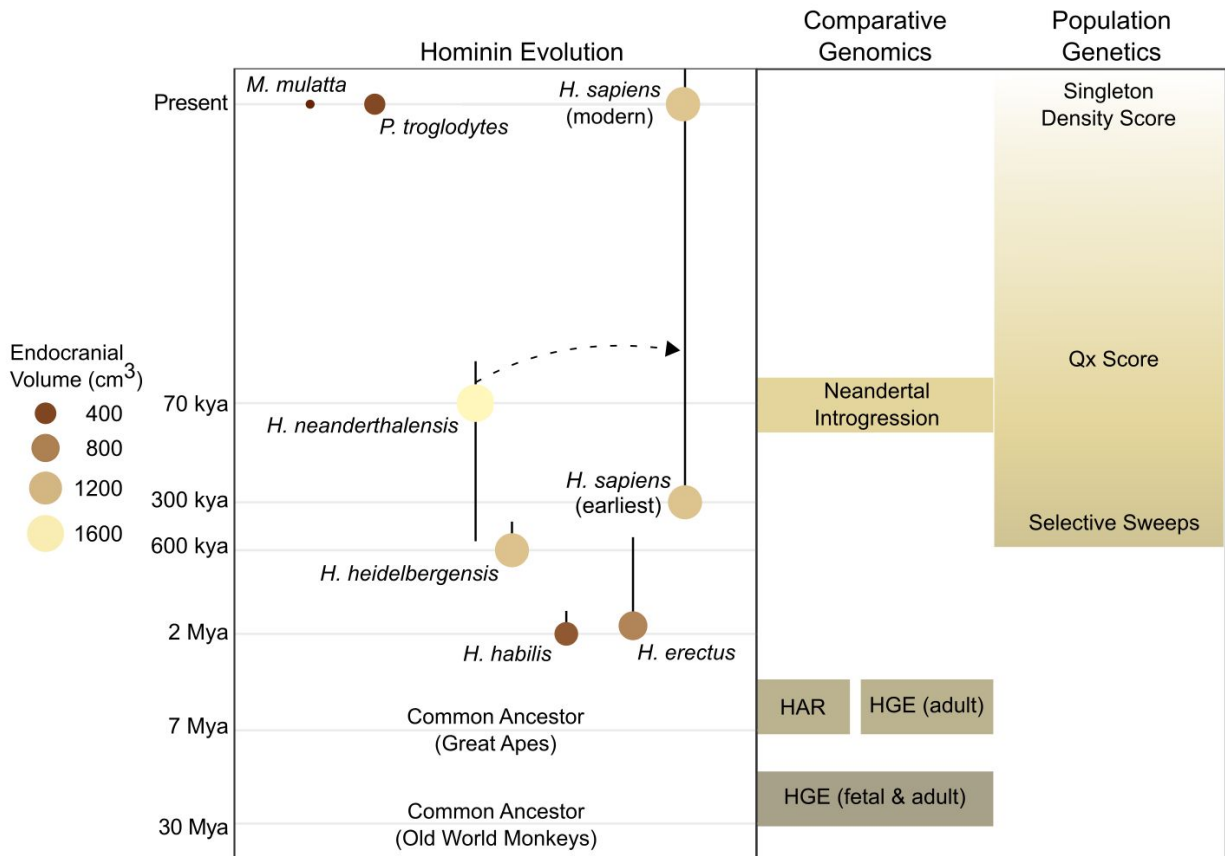 Hominin Evolution
Comparative
Genomics
Population
Genetics
Present
M. mulatta
P. troglodytes
H. sapiens
(modern)
Singleton
Density Score
Endocranial
Volume (cm3)
400
800
1200
1600
70 kya
H. neanderthalensis
Neandertal
Introgression
Qx Score
300 kya
H. sapiens
(earliest)
Selective Sweeps
600 kya
H. heidelbergensis
2 Mya
H. habilis
H. erectus
7 Mya
Common Ancestor
(Great Apes)
HAR
HGE (adult)
30 Mya
Common Ancestor
(Old World Monkeys)
HGE (fetal & adult)